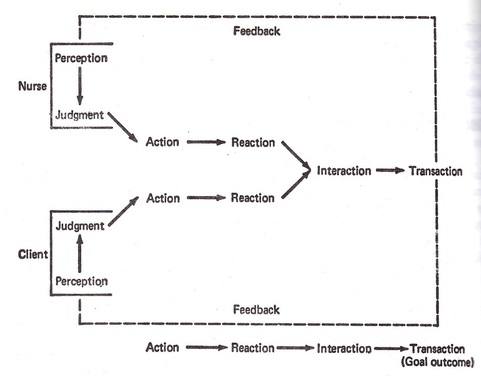 Feedback
Perception
Nurse
Judgment
Action Reaction
Interaction Transaction
Action Reaction
Judgment
Client
Perception
Feedback
Action Reaction Interaction Transaction
(Goal outcome)